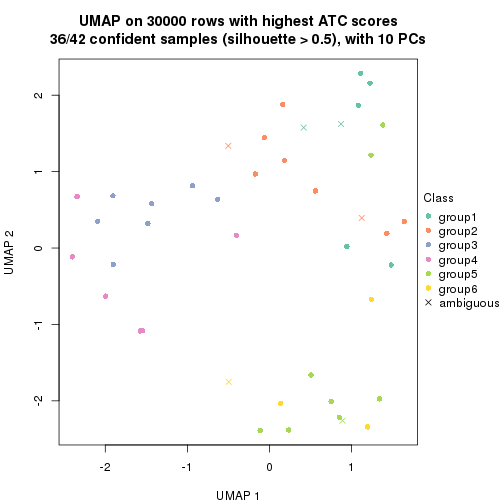 UMAP on 30000 rows with highest ATC scores
36/42 confident samples (silhouette > 0.5), with 10 PCs
2
1
0
-1
-2
UMAP 2
-2
-1
0
1
UMAP 1
Class
group1
group2
group3
group4
group5
group6
ambiguous